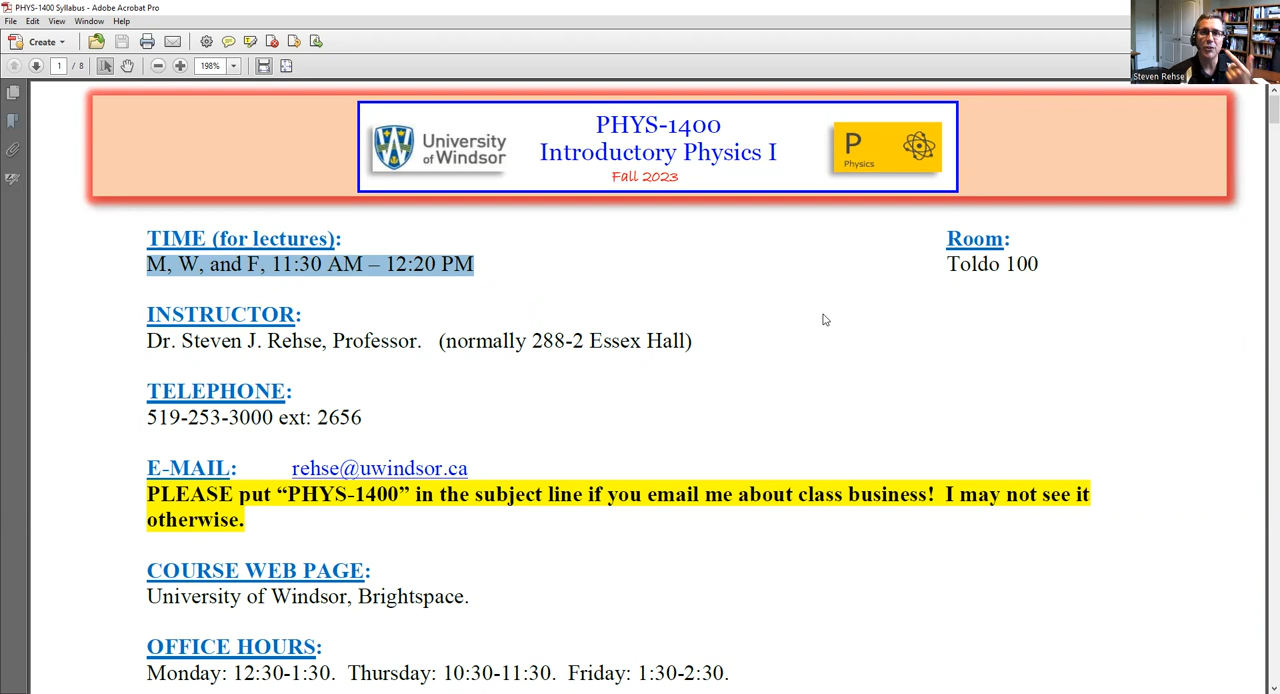 PHYS-1400 Syllabus - Adobe Acrobat Pro
File Edit View Window Help
Create
1 / 8 198%
Steven Rehse
University of Windsor
PHYS-1400
Introductory Physics I
Fall 2023
P
Physics
TIME (for lectures): Room:
M, W, and F, 11:30 AM – 12:20 PM Toldo 100
INSTRUCTOR:
Dr. Steven J. Rehse, Professor. (normally 288-2 Essex Hall)
TELEPHONE:
519-253-3000 ext: 2656
E-MAIL: rehse@uwindsor.ca
PLEASE put “PHYS-1400” in the subject line if you email me about class business! I may not see it
otherwise.
COURSE WEB PAGE:
University of Windsor, Brightspace.
OFFICE HOURS:
Monday: 12:30-1:30. Thursday: 10:30-11:30. Friday: 1:30-2:30.